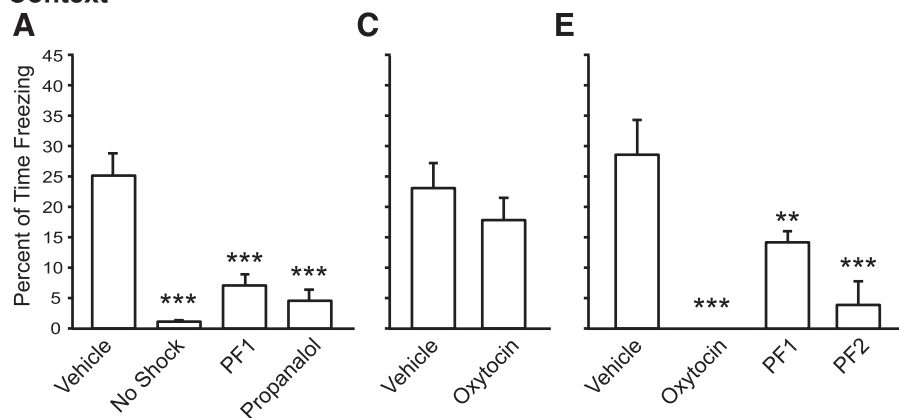 Context
A
C
E
Percent of Time Freezing
45
40
35
30
25
20
15
10
5
0
***
***
***
***
**
***
Vehicle
No Shock
PF1
Propanalol
Vehicle
Oxytocin
Vehicle
Oxytocin
PF1
PF2